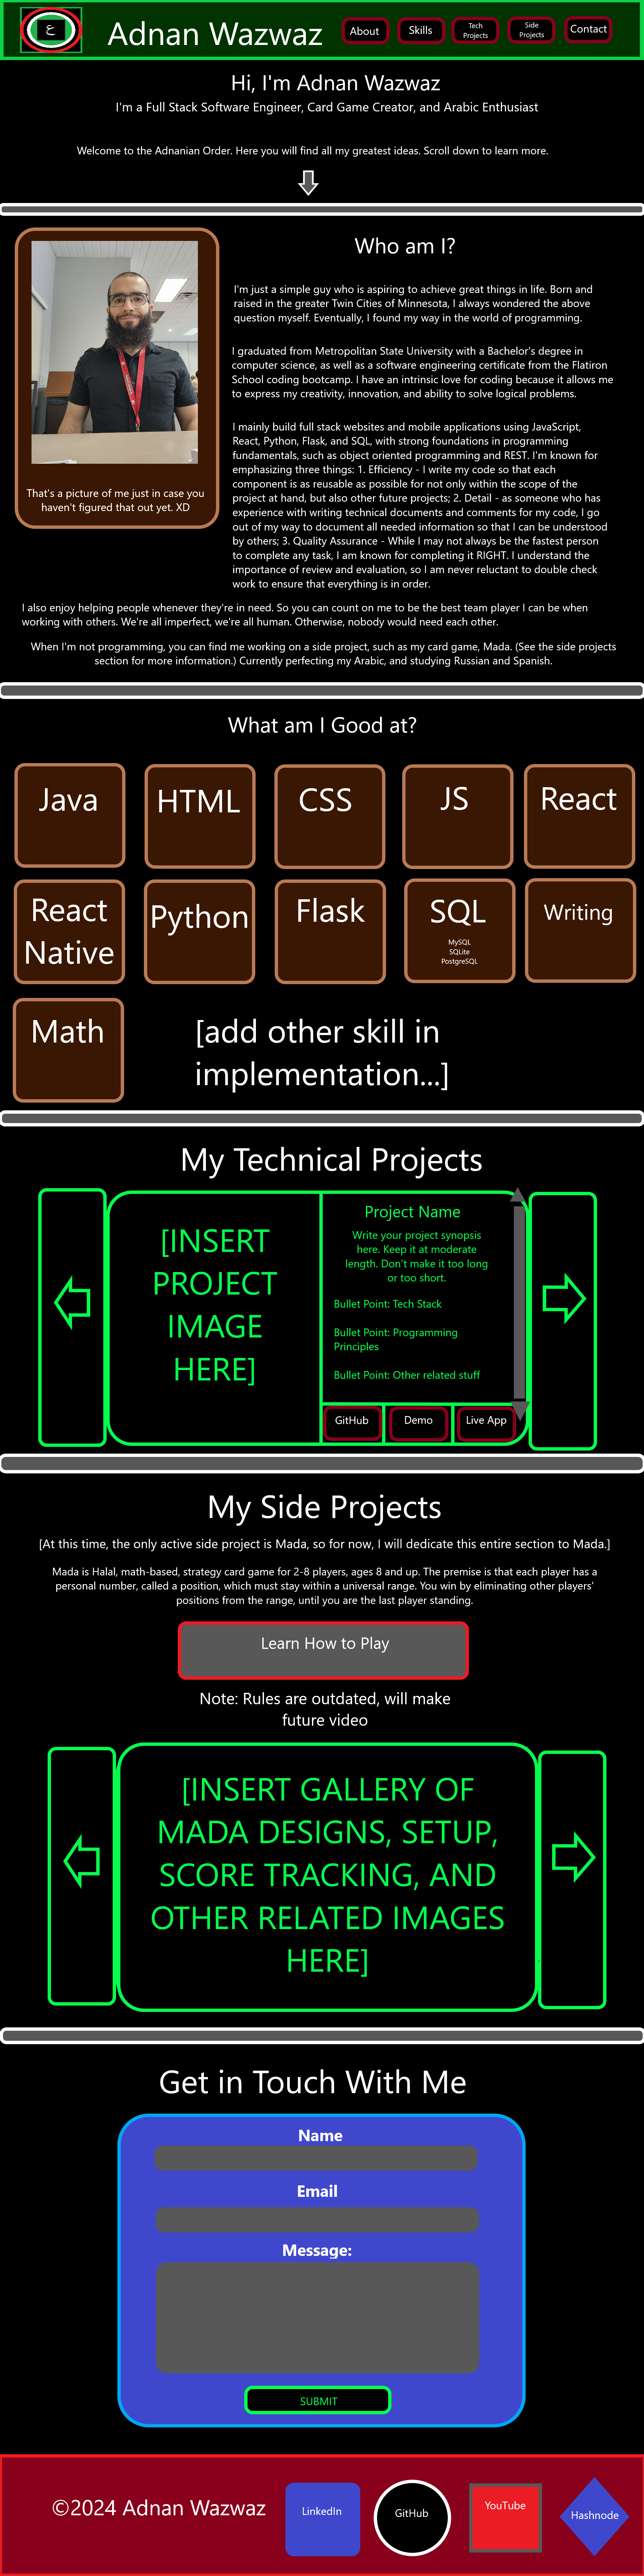 ع
Adnan Wazwaz
About
Skills
Tech
Projects
Side
Projects
Contact
Hi, I'm Adnan Wazwaz
I'm a Full Stack Software Engineer, Card Game Creator, and Arabic Enthusiast
Welcome to the Adnanian Order. Here you will find all my greatest ideas. Scroll down to learn more.
That's a picture of me just in case you
haven't figured that out yet. XD
Who am I?
I'm just a simple guy who is aspiring to achieve great things in life. Born and
raised in the greater Twin Cities of Minnesota, I always wondered the above
question myself. Eventually, I found my way in the world of programming.
I graduated from Metropolitan State University with a Bachelor's degree in
computer science, as well as a software engineering certificate from the Flatiron
School coding bootcamp. I have an intrinsic love for coding because it allows me
to express my creativity, innovation, and ability to solve logical problems.
I mainly build full stack websites and mobile applications using JavaScript,
React, Python, Flask, and SQL, with strong foundations in programming
fundamentals, such as object oriented programming and REST. I'm known for
emphasizing three things: 1. Efficiency - I write my code so that each
component is as reusable as possible for not only within the scope of the
project at hand, but also other future projects; 2. Detail - as someone who has
experience with writing technical documents and comments for my code, I go
out of my way to document all needed information so that I can be understood
by others; 3. Quality Assurance - While I may not always be the fastest person
to complete any task, I am known for completing it RIGHT. I understand the
importance of review and evaluation, so I am never reluctant to double check
work to ensure that everything is in order.
I also enjoy helping people whenever they're in need. So you can count on me to be the best team player I can be when
working with others. We're all imperfect, we're all human. Otherwise, nobody would need each other.
When I'm not programming, you can find me working on a side project, such as my card game, Mada. (See the side projects
section for more information.) Currently perfecting my Arabic, and studying Russian and Spanish.
What am I Good at?
Java
HTML
CSS
JS
React
React
Native
Python
Flask
SQL
MySQL
SQLite
PostgreSQL
Writing
Math
[add other skill in
implementation...]
My Technical Projects
[INSERT
PROJECT
IMAGE
HERE]
Project Name
Write your project synopsis
here. Keep it at moderate
length. Don't make it too long
or too short.
Bullet Point: Tech Stack
Bullet Point: Programming
Principles
Bullet Point: Other related stuff
GitHub
Demo
Live App
My Side Projects
[At this time, the only active side project is Mada, so for now, I will dedicate this entire section to Mada.]
Mada is Halal, math-based, strategy card game for 2-8 players, ages 8 and up. The premise is that each player has a
personal number, called a position, which must stay within a universal range. You win by eliminating other players'
positions from the range, until you are the last player standing.
Learn How to Play
Note: Rules are outdated, will make
future video
[INSERT GALLERY OF
MADA DESIGNS, SETUP,
SCORE TRACKING, AND
OTHER RELATED IMAGES
HERE]
Get in Touch With Me
Name
Email
Message:
SUBMIT
©2024 Adnan Wazwaz
LinkedIn
GitHub
YouTube
Hashnode